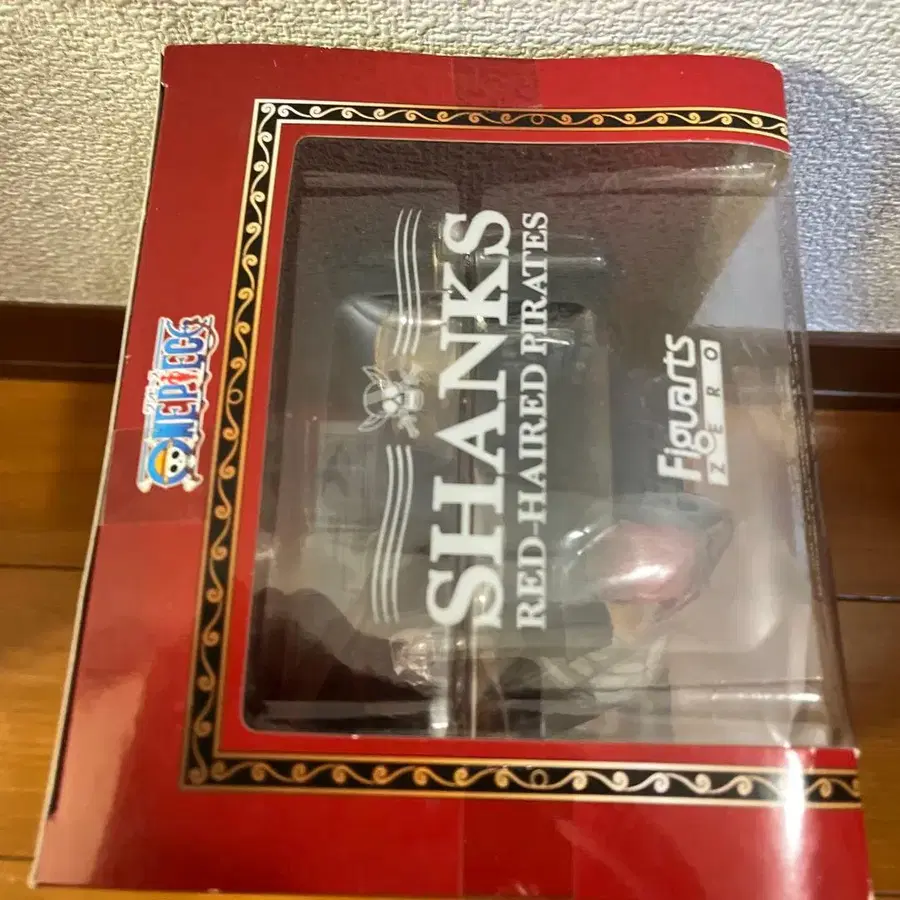 ONE PIECE
SHANKS
RED-HAIRED PIRATES
Figuarts
ZERO